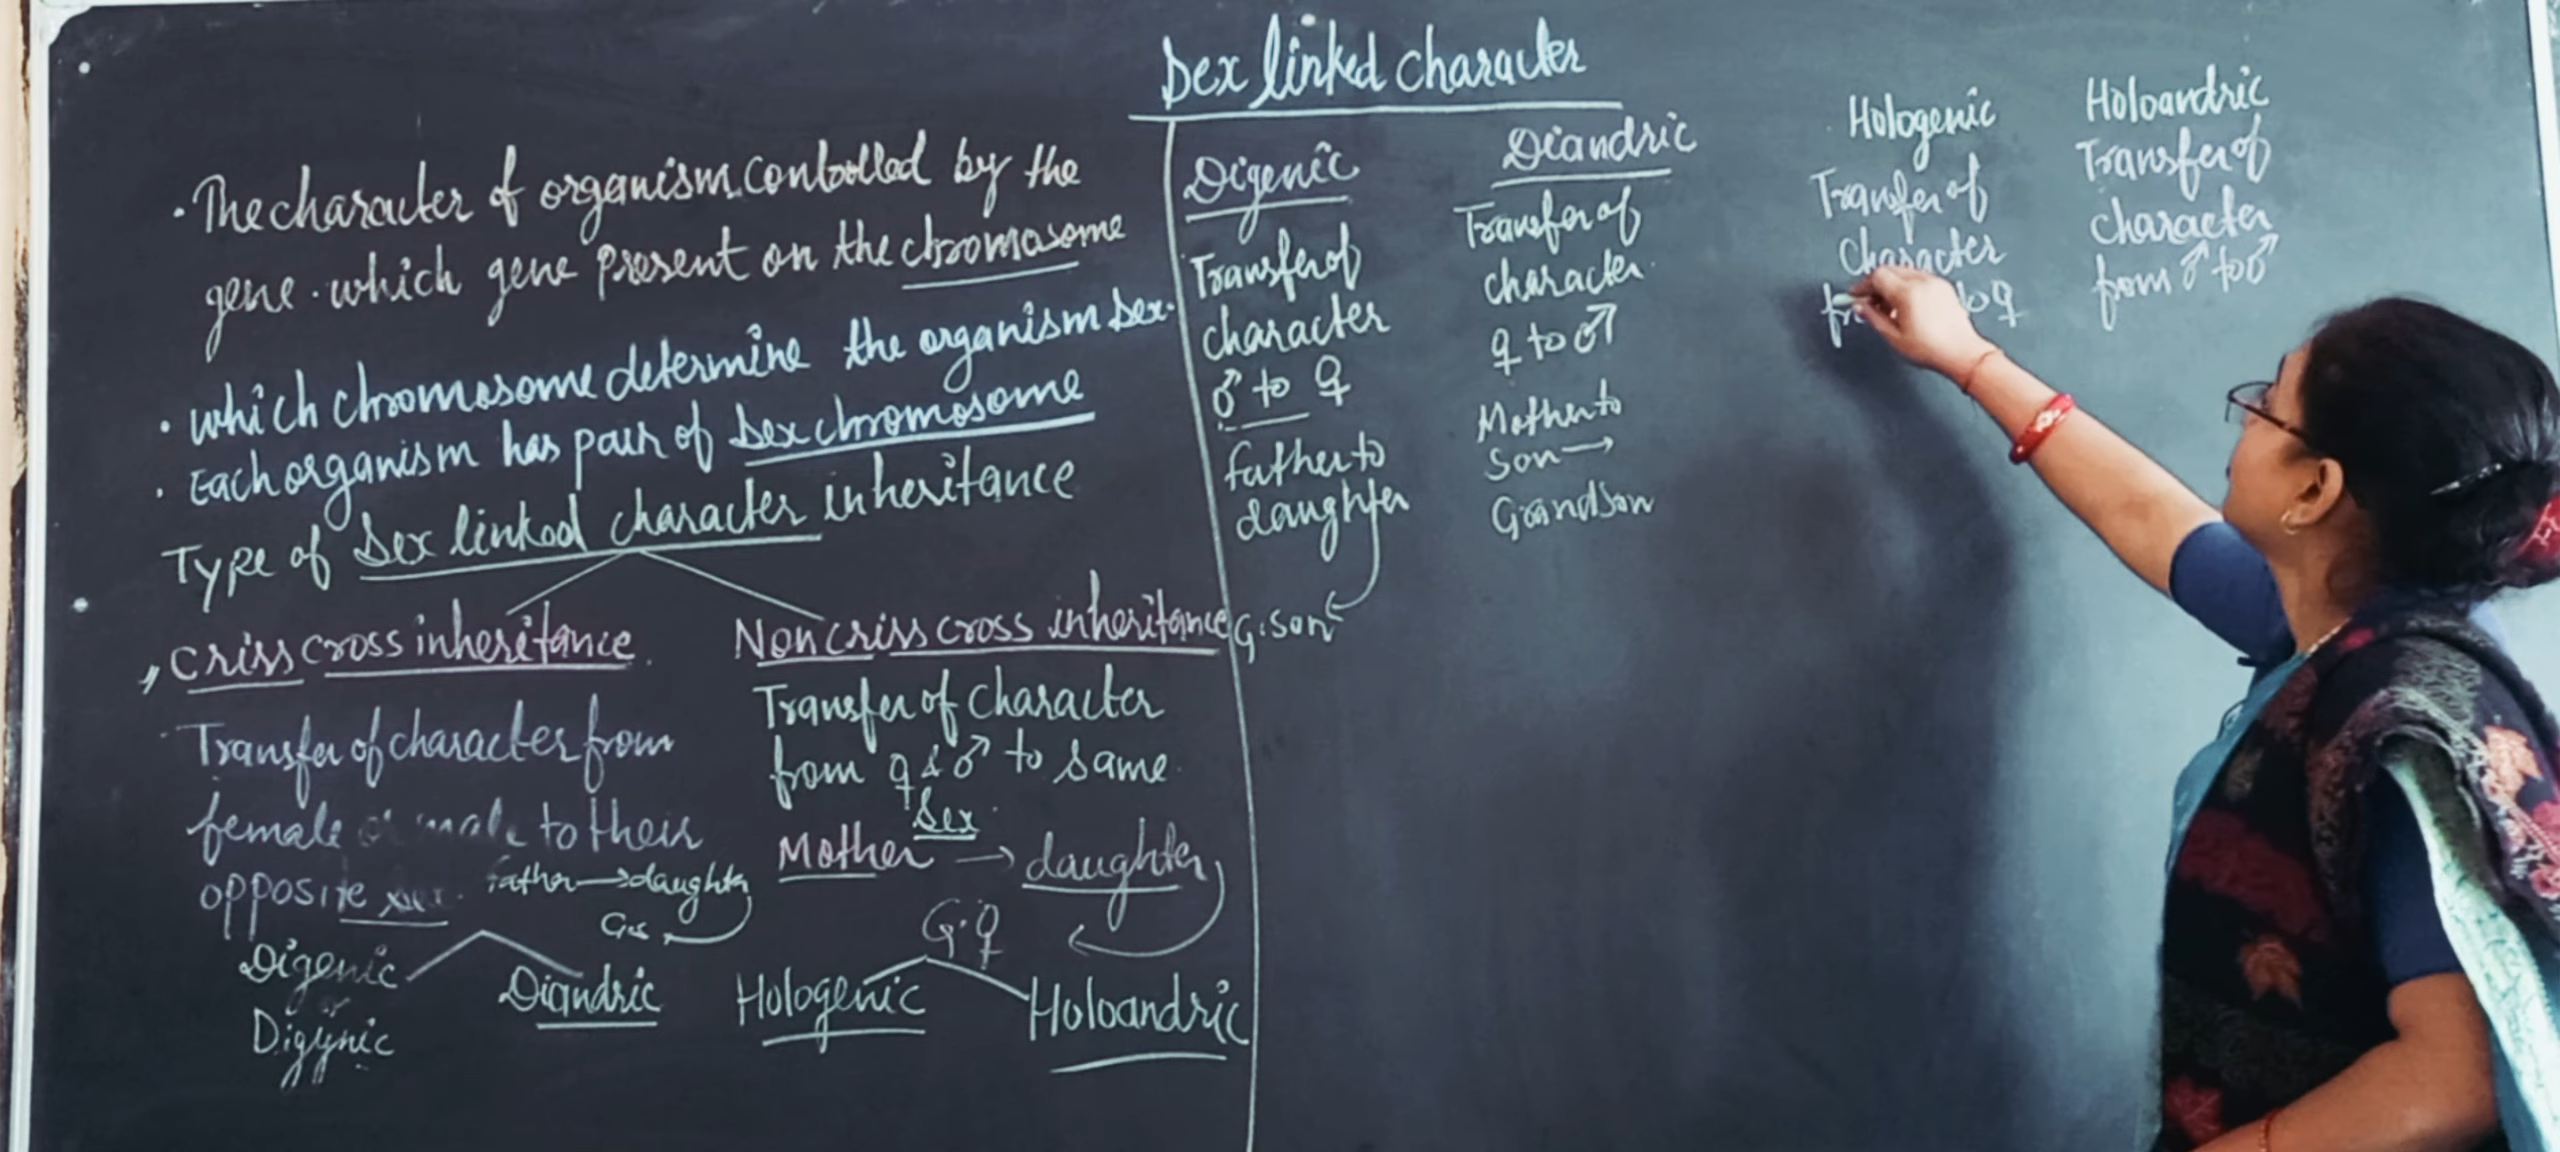 Sex linked character
. The character of organism controlled by the
gene. which gene present on the chromosome
. which chromosome determine the organism sex.
. Each organism has pair of sex chromosome
Type of Sex linked character inheritance
Criss cross inheritance.
Transfer of character from
female or male to their
opposite sex.
Father → daughter
G.s
Digenic
or
Digynic
Diandric
Non criss cross inheritance
Transfer of character
from ♀ & ♂ to same
sex.
Mother → daughter
G.♀
Hologenic
Holoandric
Digenic
Transfer of
character
♂ to ♀
father to
daughter
G.son
Diandric
Transfer of
character.
♀ to ♂
Mother to
Son →
Grandson
Hologenic
Transfer of
character
to ♀
Holoandric
Transfer of
character
from ♂ to ♂